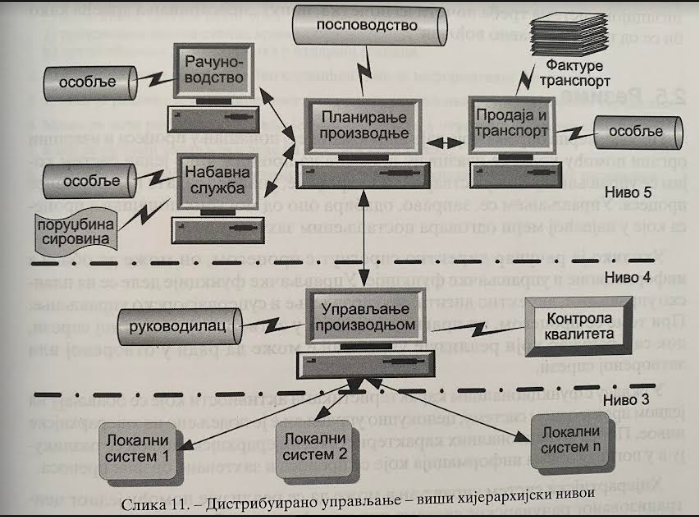 пословодство
Рачуно-
водство
особље
Фактуре
транспорт
Планирање
производње
Продаја и
транспорт
особље
особље
Набавна
служба
поруџбина
сировина
Ниво 5
Ниво 4
руководилац
Управљање
производњом
Контрола
квалитета
Ниво 3
Локални
систем 1
Локални
систем 2
Локални
систем n
Слика 11. – Дистрибуирано управљање – виши хијерархијски нивои